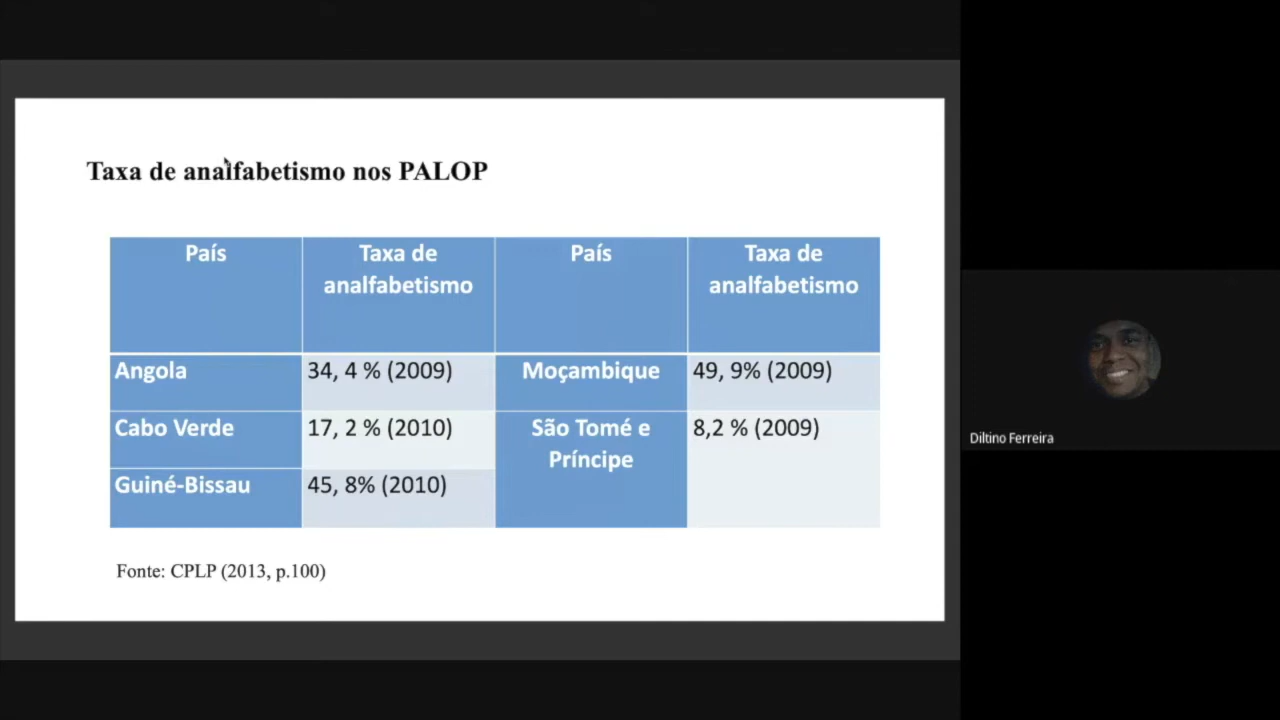 Taxa de analfabetismo nos PALOP
País
Taxa de
analfabetismo
País
Taxa de
analfabetismo
Angola
34, 4 % (2009)
Moçambique
49, 9% (2009)
Cabo Verde
17, 2 % (2010)
São Tomé e
Príncipe
8,2 % (2009)
Guiné-Bissau
45, 8% (2010)
Fonte: CPLP (2013, p.100)
Diltino Ferreira